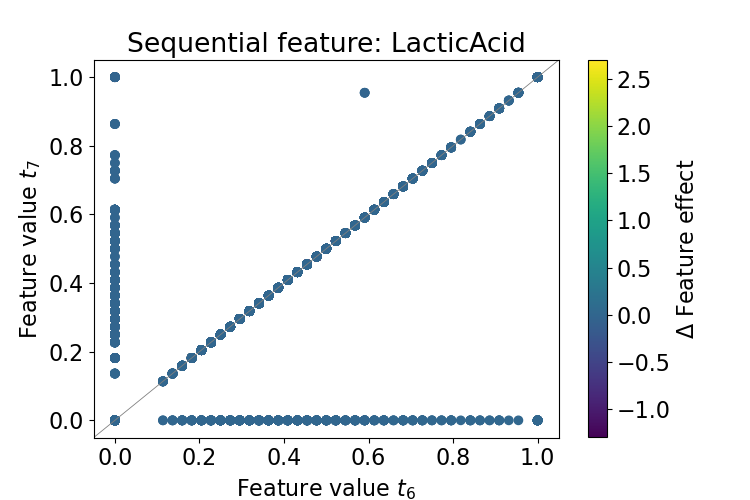 Sequential feature: LacticAcid
1.0
0.8
0.6
0.4
0.2
0.0
Feature value t₇
0.0 0.2 0.4 0.6 0.8 1.0
Feature value t₆
2.5
2.0
1.5
1.0
0.5
0.0
−0.5
−1.0
Δ Feature effect